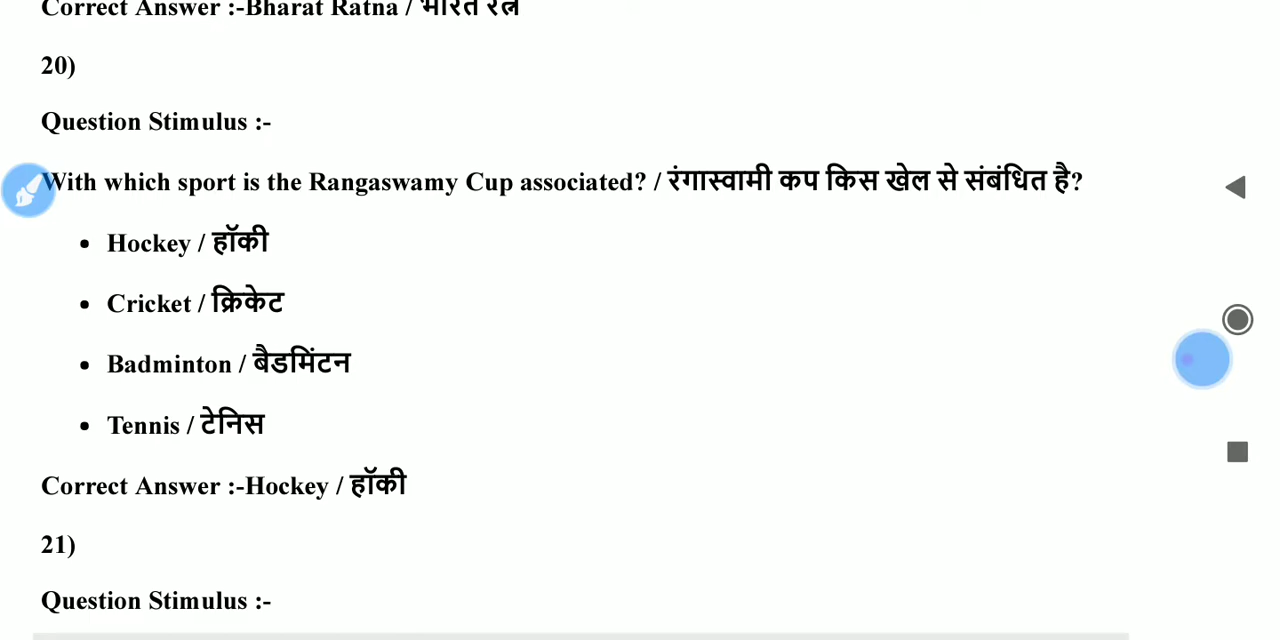 Correct Answer :-Bharat Ratna / भारत रत्न
20)
Question Stimulus :-
With which sport is the Rangaswamy Cup associated? / रंगास्वामी कप किस खेल से संबंधित है?
• Hockey / हॉकी
• Cricket / क्रिकेट
• Badminton / बैडमिंटन
• Tennis / टेनिस
Correct Answer :-Hockey / हॉकी
21)
Question Stimulus :-